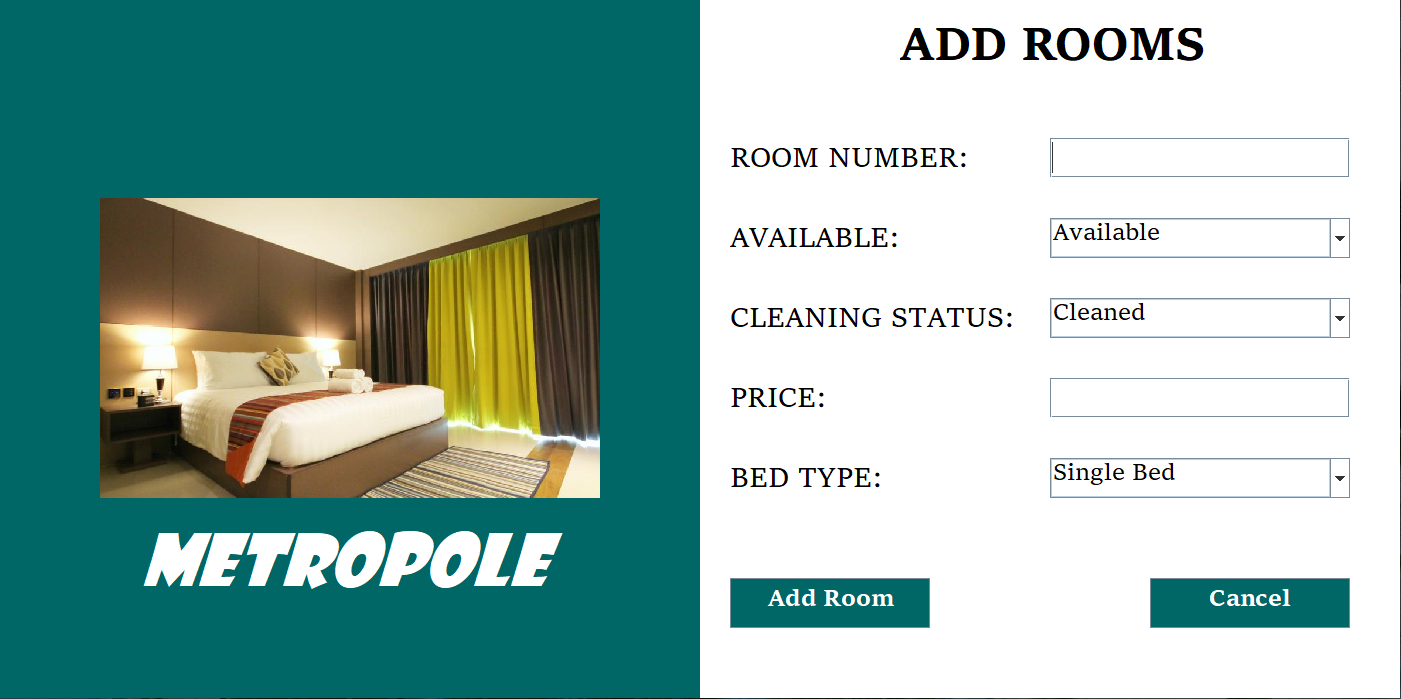 ADD ROOMS
ROOM NUMBER:
AVAILABLE: Available
CLEANING STATUS: Cleaned
PRICE:
BED TYPE: Single Bed
Add Room Cancel
METROPOLE